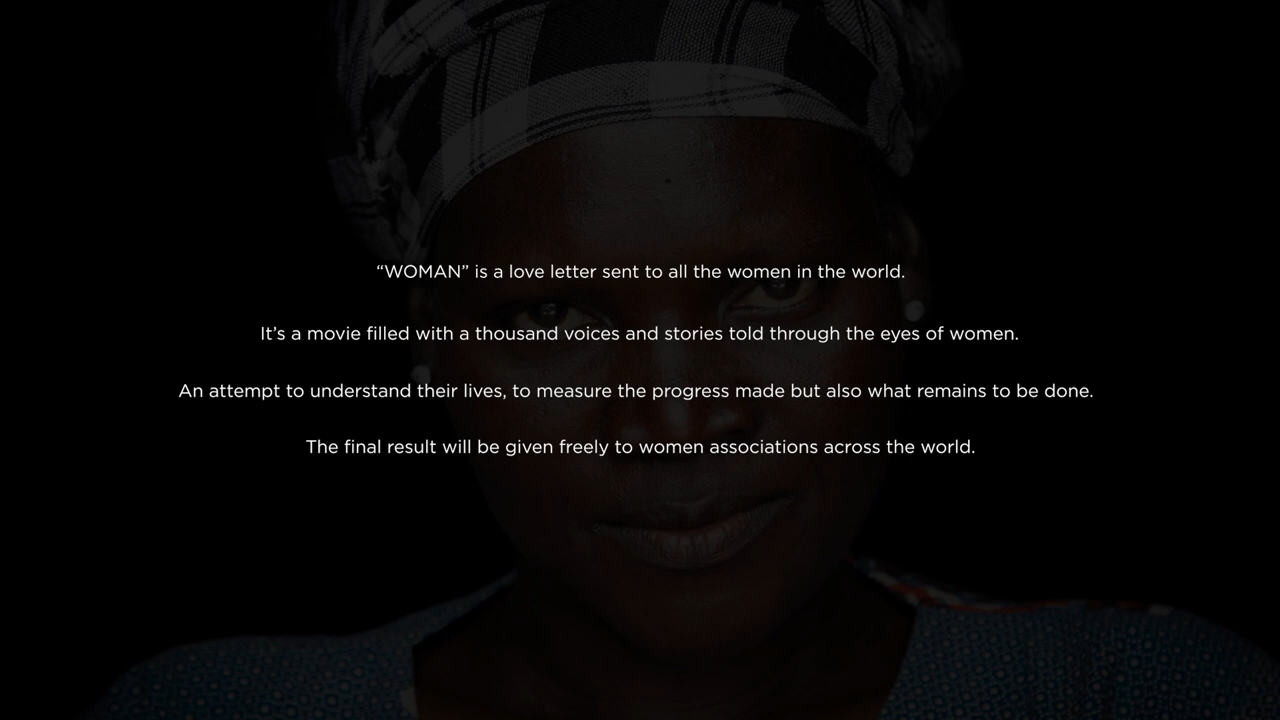 “WOMAN” is a love letter sent to all the women in the world.
It’s a movie filled with a thousand voices and stories told through the eyes of women.
An attempt to understand their lives, to measure the progress made but also what remains to be done.
The final result will be given freely to women associations across the world.